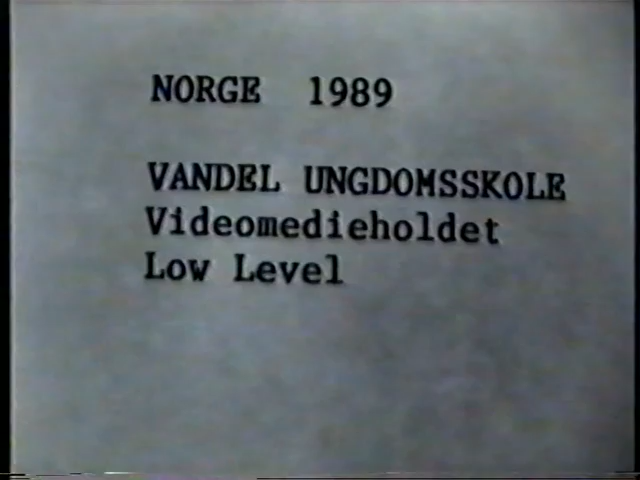 NORGE 1989
VANDEL UNGDOMSSKOLE
Videomedieholdet
Low Level